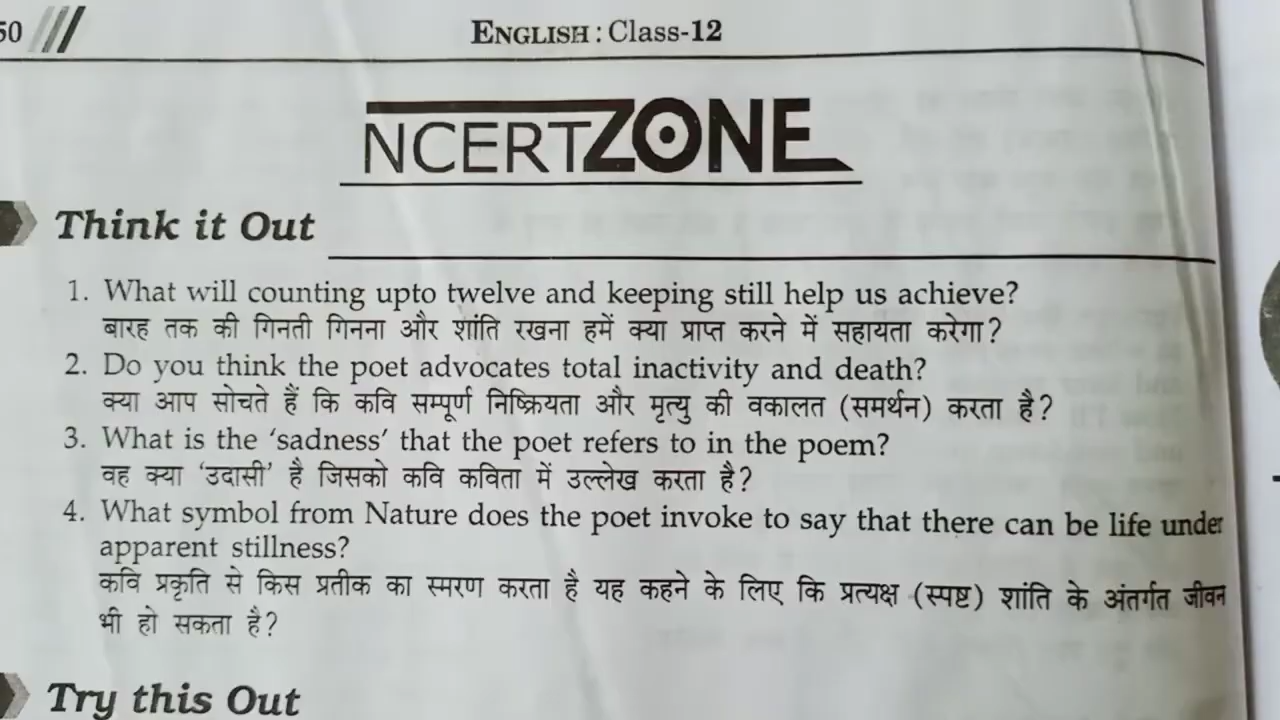 50
ENGLISH : Class-12
NCERTZONE
Think it Out
1. What will counting upto twelve and keeping still help us achieve?
बारह तक की गिनती गिनना और शांति रखना हमें क्या प्राप्त करने में सहायता करेगा?
2. Do you think the poet advocates total inactivity and death?
क्या आप सोचते हैं कि कवि सम्पूर्ण निष्क्रियता और मृत्यु की वकालत (समर्थन) करता है?
3. What is the ‘sadness’ that the poet refers to in the poem?
वह क्या ‘उदासी’ है जिसको कवि कविता में उल्लेख करता है?
4. What symbol from Nature does the poet invoke to say that there can be life under
apparent stillness?
कवि प्रकृति से किस प्रतीक का स्मरण करता है यह कहने के लिए कि प्रत्यक्ष (स्पष्ट) शांति के अंतर्गत जीवन
भी हो सकता है?
Try this Out